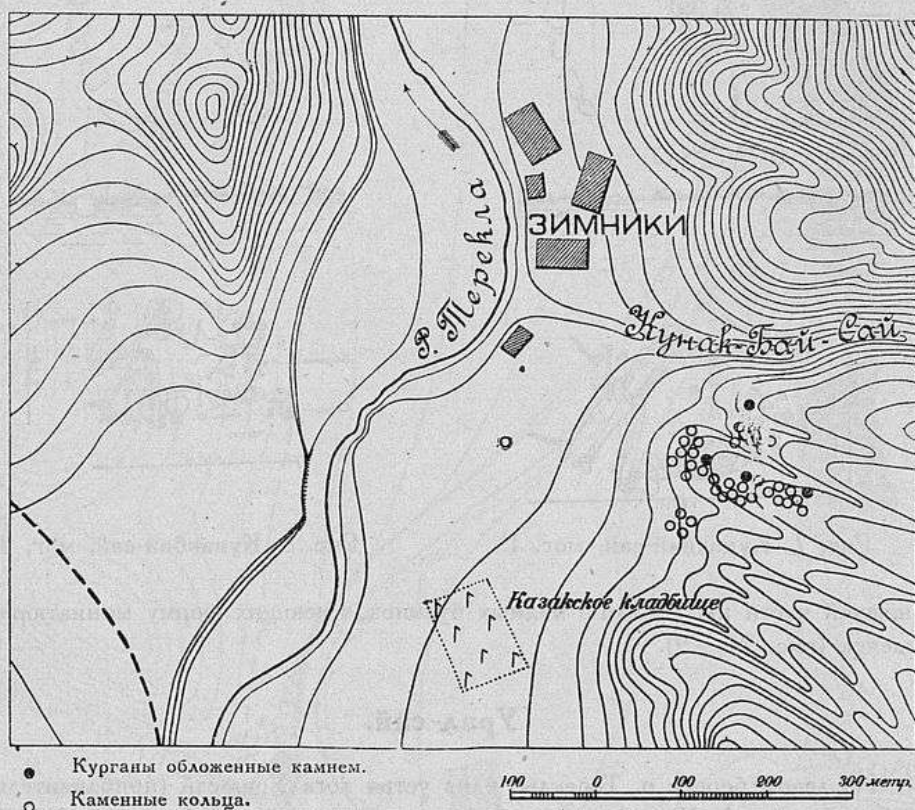 ЗИМНИКИ
Р. Терекла
Кунак-Бай-Сай
Казакское кладбище
Курганы обложенные камнем.
Каменные кольца.
100 0 100 200 300 метр.